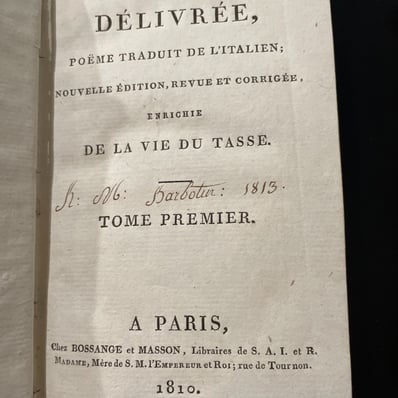 DÉLIVRÉE,
POËME TRADUIT DE L'ITALIEN;
NOUVELLE ÉDITION, REVUE ET CORRIGÉE,
ENRICHIE
DE LA VIE DU TASSE.
M: Barbotin: 1813.
TOME PREMIER.
A PARIS,
Chez BOSSANGE et MASSON, Libraires de S. A. I. et R.
MADAME, Mère de S. M. l'EMPEREUR et ROI; rue de Tournon.
1810.